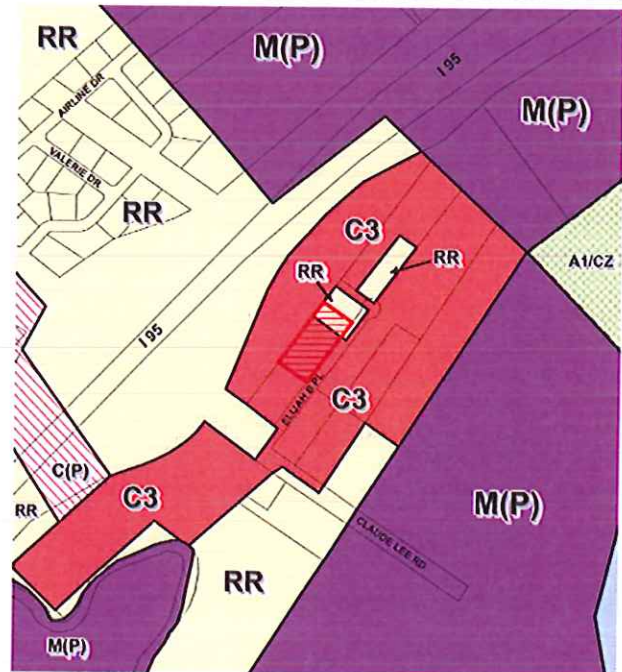 RR
M(P)
I 95
AIRLINE DR
M(P)
VALERIE DR
RR
C3
RR
A1/CZ
RR
I 95
ELIJAH B PL
C3
C(P)
C3
M(P)
RR
CLAUDE LEE RD
RR
M(P)